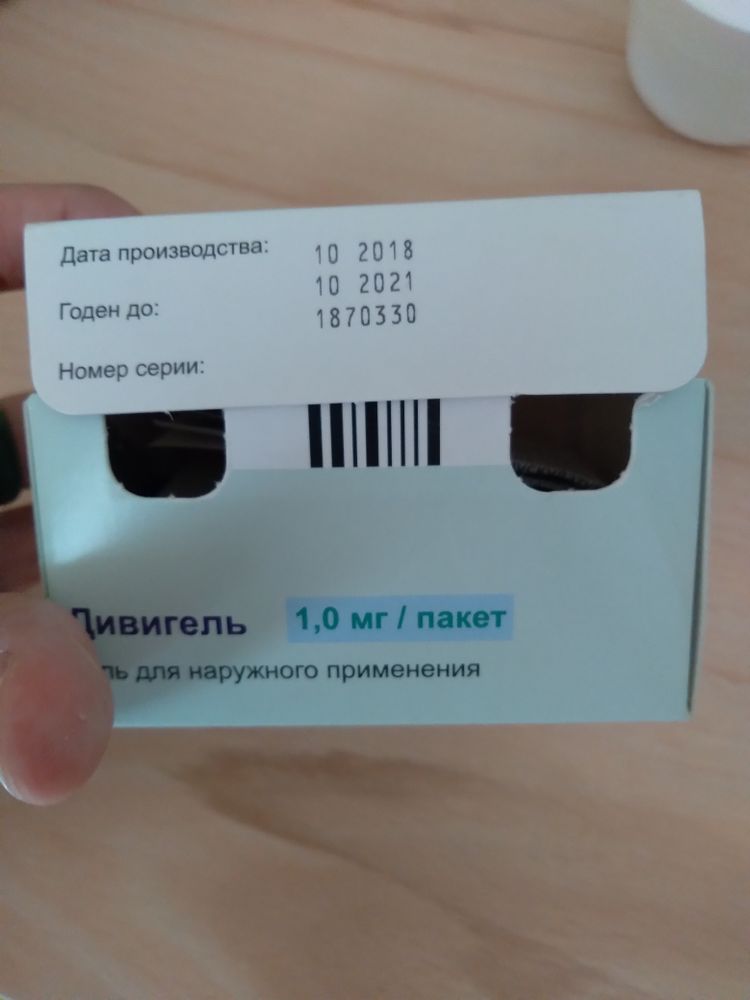 Дата производства: 10 2018
Годен до: 10 2021
Номер серии: 1870330
Дивигель 1,0 мг / пакет
ль для наружного применения